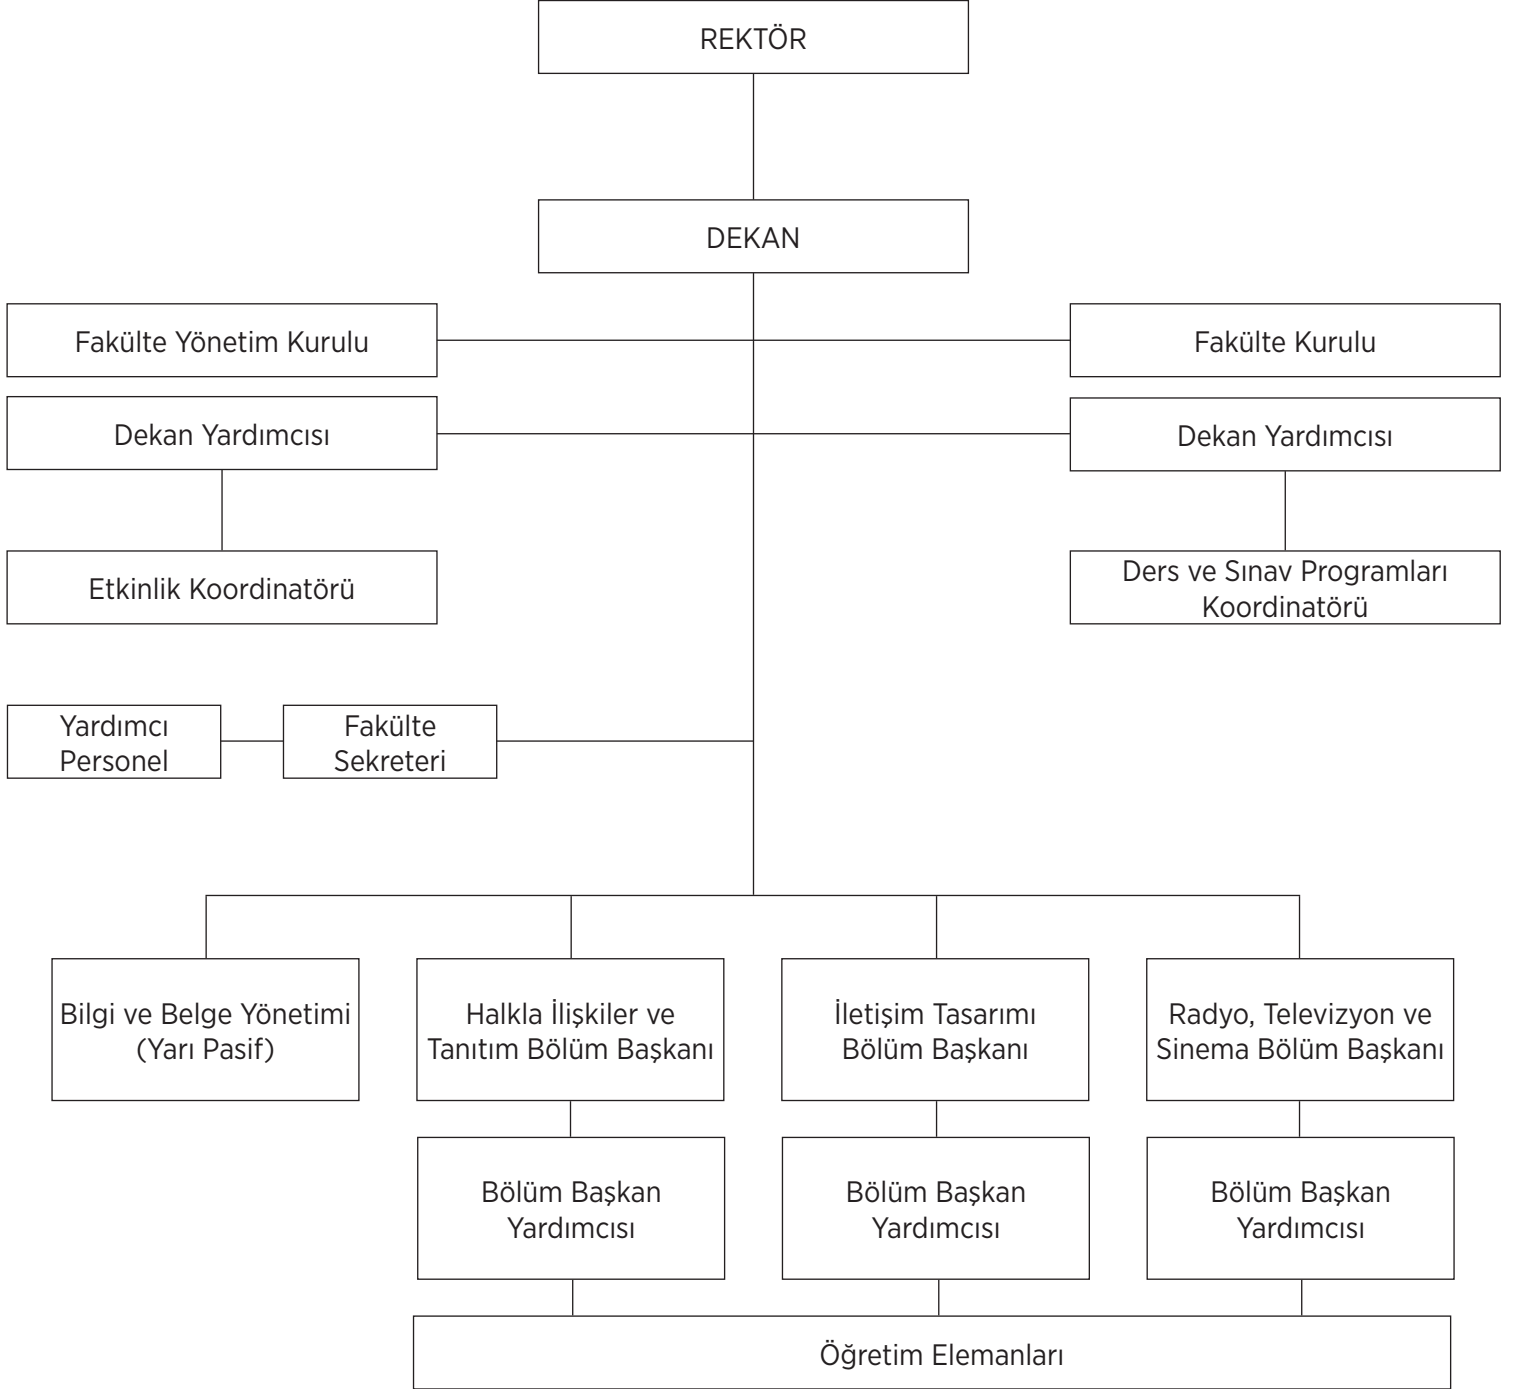 REKTÖR
DEKAN
Fakülte Yönetim Kurulu
Fakülte Kurulu
Dekan Yardımcısı
Dekan Yardımcısı
Etkinlik Koordinatörü
Ders ve Sınav Programları
Koordinatörü
Yardımcı
Personel
Fakülte
Sekreteri
Bilgi ve Belge Yönetimi
(Yarı Pasif)
Halkla İlişkiler ve
Tanıtım Bölüm Başkanı
İletişim Tasarımı
Bölüm Başkanı
Radyo, Televizyon ve
Sinema Bölüm Başkanı
Bölüm Başkan
Yardımcısı
Bölüm Başkan
Yardımcısı
Bölüm Başkan
Yardımcısı
Öğretim Elemanları